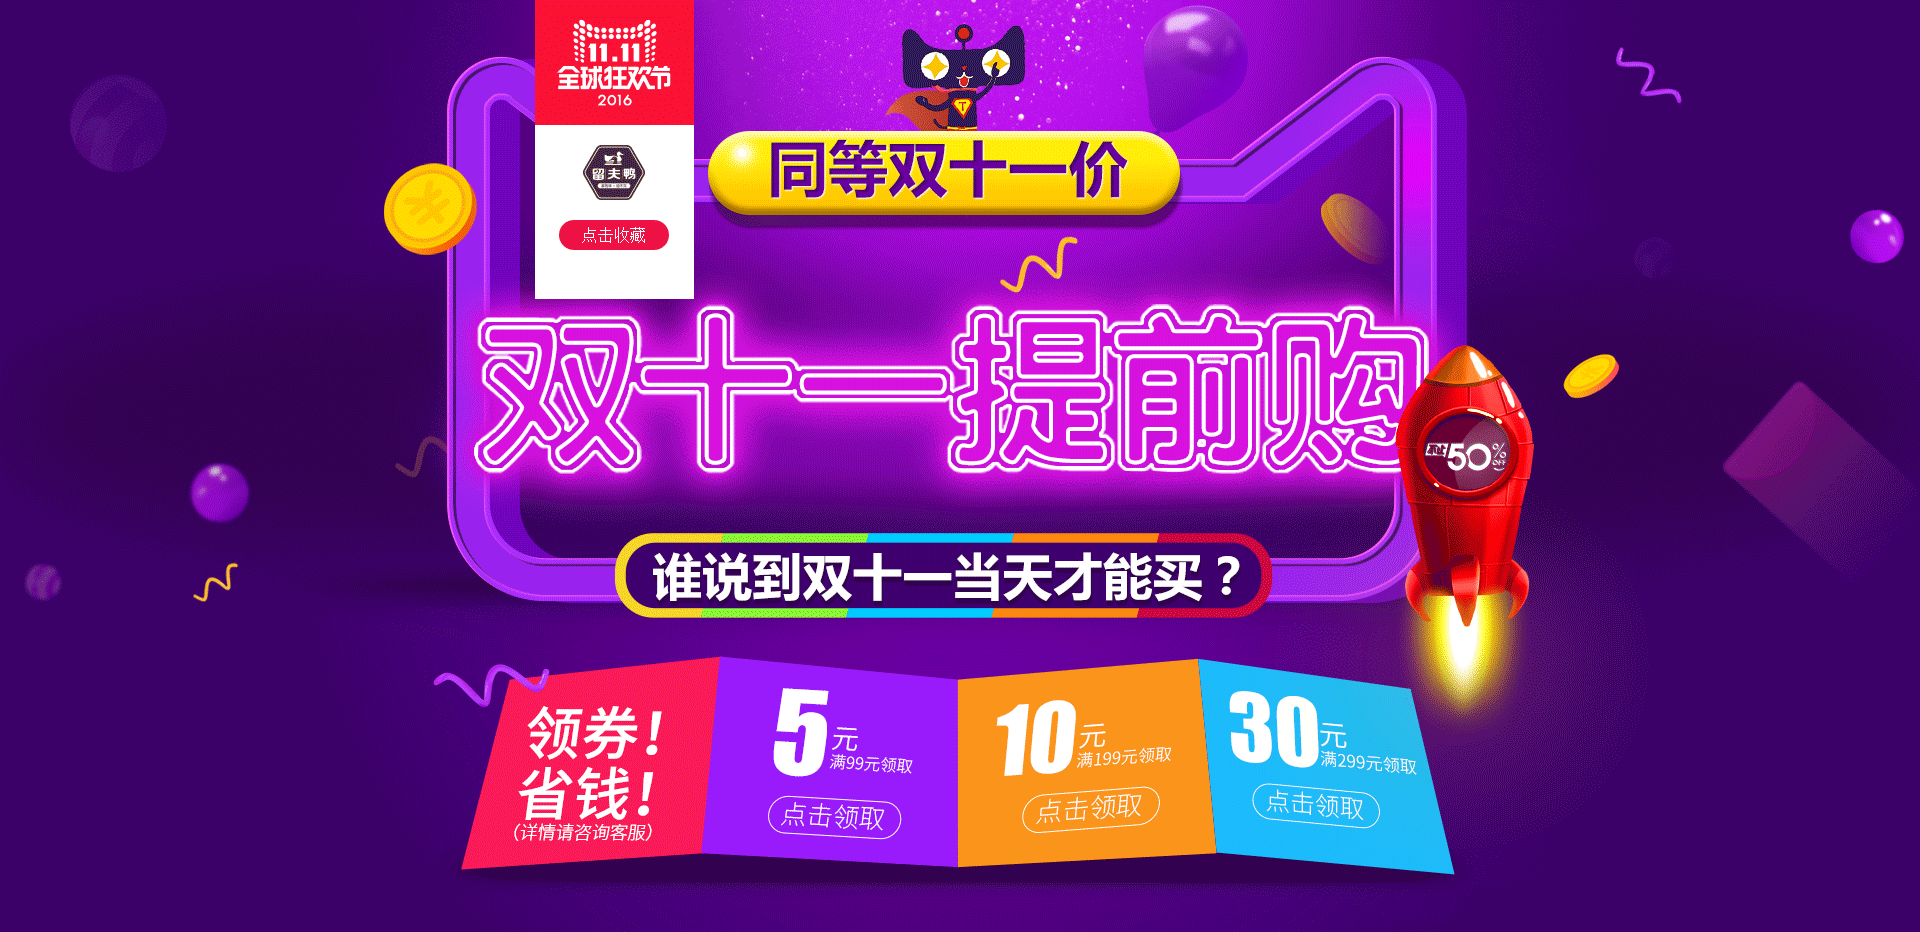 11.11
全球狂欢节
2016
留夫鸭
点击收藏
T
同等双十一价
双十一提前购
50%
OFF
谁说到双十一当天才能买？
领券！
省钱！
（详情请咨询客服）
5元
满99元领取
点击领取
10元
满199元领取
点击领取
30元
满299元领取
点击领取